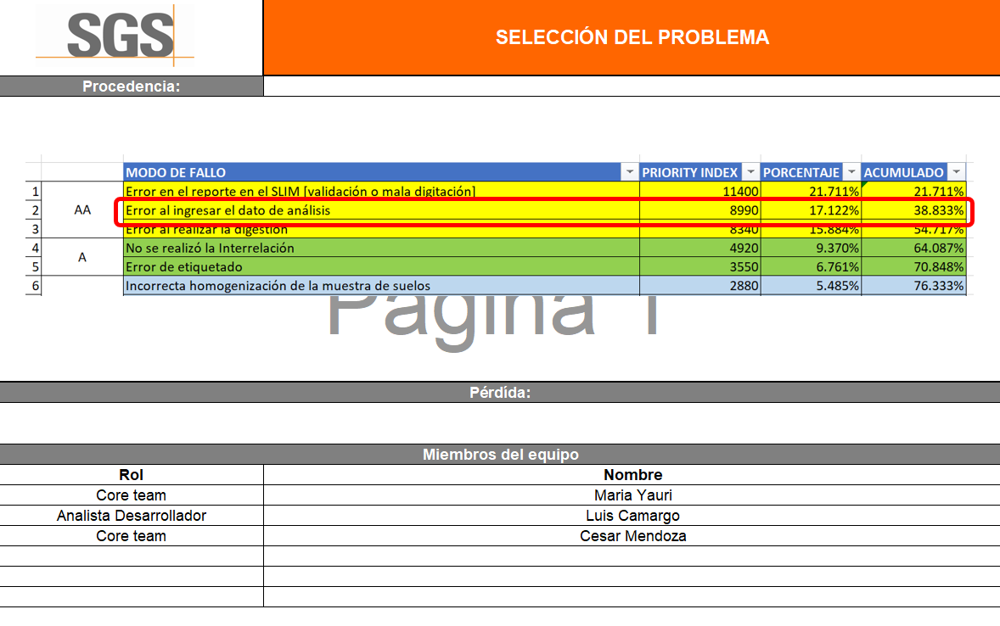 SGS
SELECCIÓN DEL PROBLEMA
Procedencia:
MODO DE FALLO PRIORITY INDEX PORCENTAJE ACUMULADO
1 Error en el reporte en el SLIM [validación o mala digitación] 11400 21.711% 21.711%
2 AA Error al ingresar el dato de análisis 8990 17.122% 38.833%
3 Error al realizar la digestión 8340 15.884% 54.717%
4 No se realizó la Interrelación 4920 9.370% 64.087%
A
5 Error de etiquetado 3550 6.761% 70.848%
6 Incorrecta homogenización de la muestra de suelos 2880 5.485% 76.333%
Página 1
Pérdída:
Miembros del equipo
Rol Nombre
Core team Maria Yauri
Analista Desarrollador Luis Camargo
Core team Cesar Mendoza